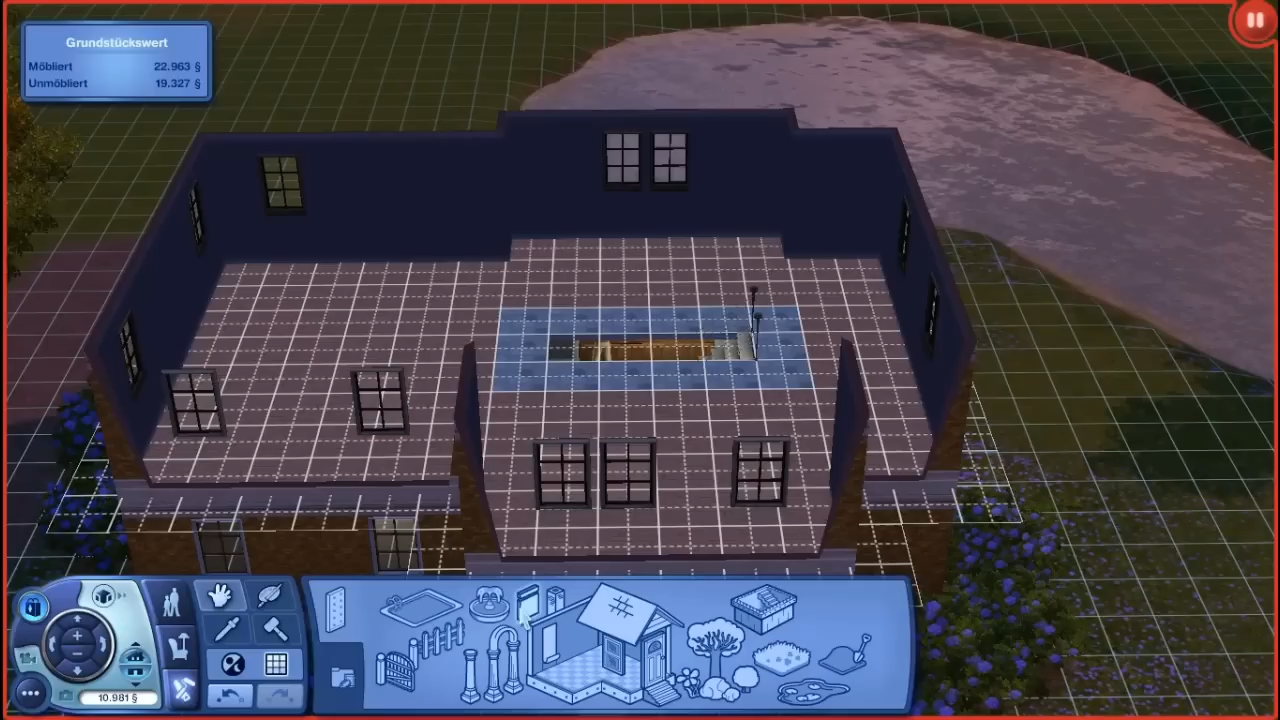 Grundstückswert
Möbliert 22.963 §
Unmöbliert 19.327 §
10.981 §